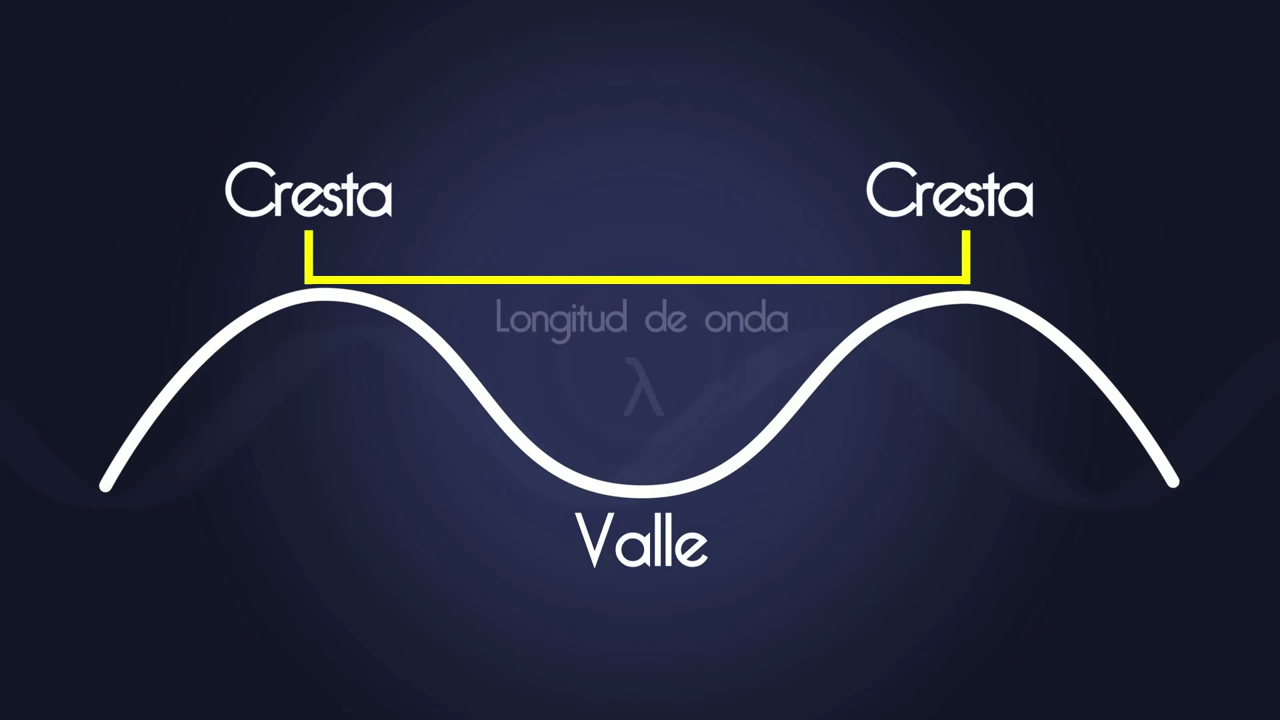 Cresta
Cresta
Longitud de onda
λ
Valle